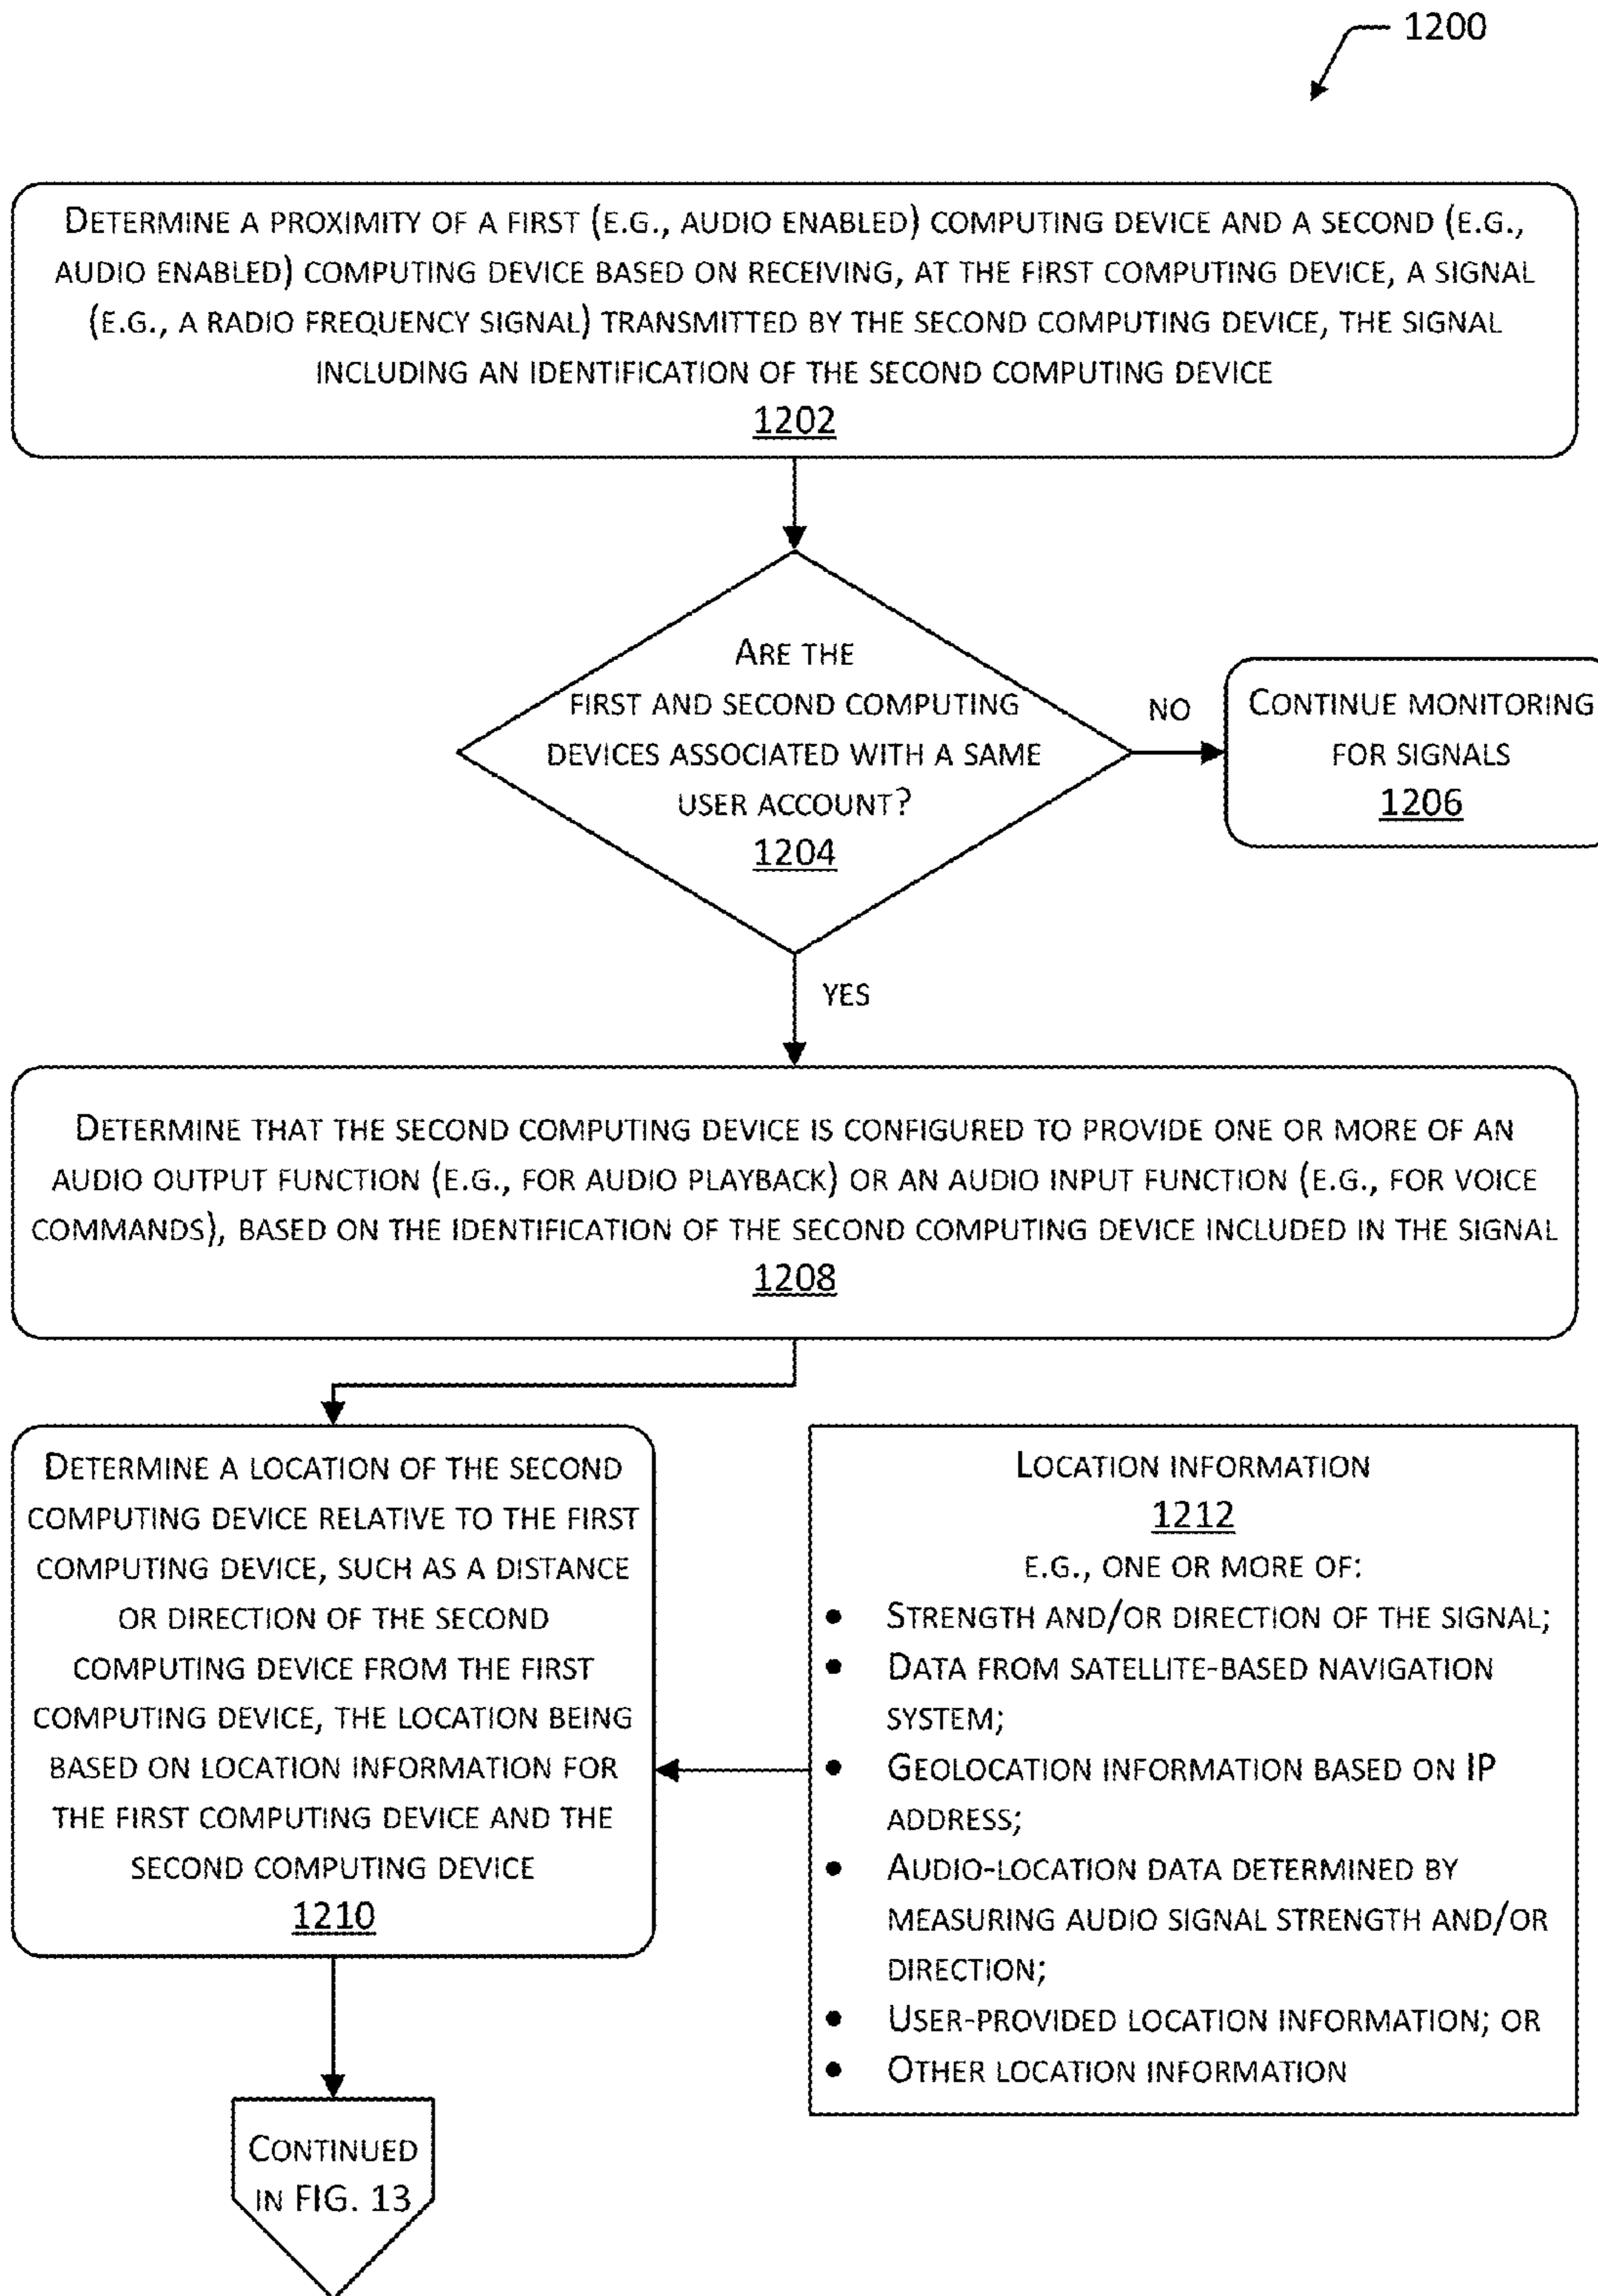 1200
DETERMINE A PROXIMITY OF A FIRST (E.G., AUDIO ENABLED) COMPUTING DEVICE AND A SECOND (E.G.,
AUDIO ENABLED) COMPUTING DEVICE BASED ON RECEIVING, AT THE FIRST COMPUTING DEVICE, A SIGNAL
(E.G., A RADIO FREQUENCY SIGNAL) TRANSMITTED BY THE SECOND COMPUTING DEVICE, THE SIGNAL
INCLUDING AN IDENTIFICATION OF THE SECOND COMPUTING DEVICE
1202
ARE THE
FIRST AND SECOND COMPUTING
DEVICES ASSOCIATED WITH A SAME
USER ACCOUNT?
1204
NO
CONTINUE MONITORING
FOR SIGNALS
1206
YES
DETERMINE THAT THE SECOND COMPUTING DEVICE IS CONFIGURED TO PROVIDE ONE OR MORE OF AN
AUDIO OUTPUT FUNCTION (E.G., FOR AUDIO PLAYBACK) OR AN AUDIO INPUT FUNCTION (E.G., FOR VOICE
COMMANDS), BASED ON THE IDENTIFICATION OF THE SECOND COMPUTING DEVICE INCLUDED IN THE SIGNAL
1208
DETERMINE A LOCATION OF THE SECOND
COMPUTING DEVICE RELATIVE TO THE FIRST
COMPUTING DEVICE, SUCH AS A DISTANCE
OR DIRECTION OF THE SECOND
COMPUTING DEVICE FROM THE FIRST
COMPUTING DEVICE, THE LOCATION BEING
BASED ON LOCATION INFORMATION FOR
THE FIRST COMPUTING DEVICE AND THE
SECOND COMPUTING DEVICE
1210
LOCATION INFORMATION
1212
E.G., ONE OR MORE OF:
• STRENGTH AND/OR DIRECTION OF THE SIGNAL;
• DATA FROM SATELLITE-BASED NAVIGATION
SYSTEM;
• GEOLOCATION INFORMATION BASED ON IP
ADDRESS;
• AUDIO-LOCATION DATA DETERMINED BY
MEASURING AUDIO SIGNAL STRENGTH AND/OR
DIRECTION;
• USER-PROVIDED LOCATION INFORMATION; OR
• OTHER LOCATION INFORMATION
CONTINUED
IN FIG. 13